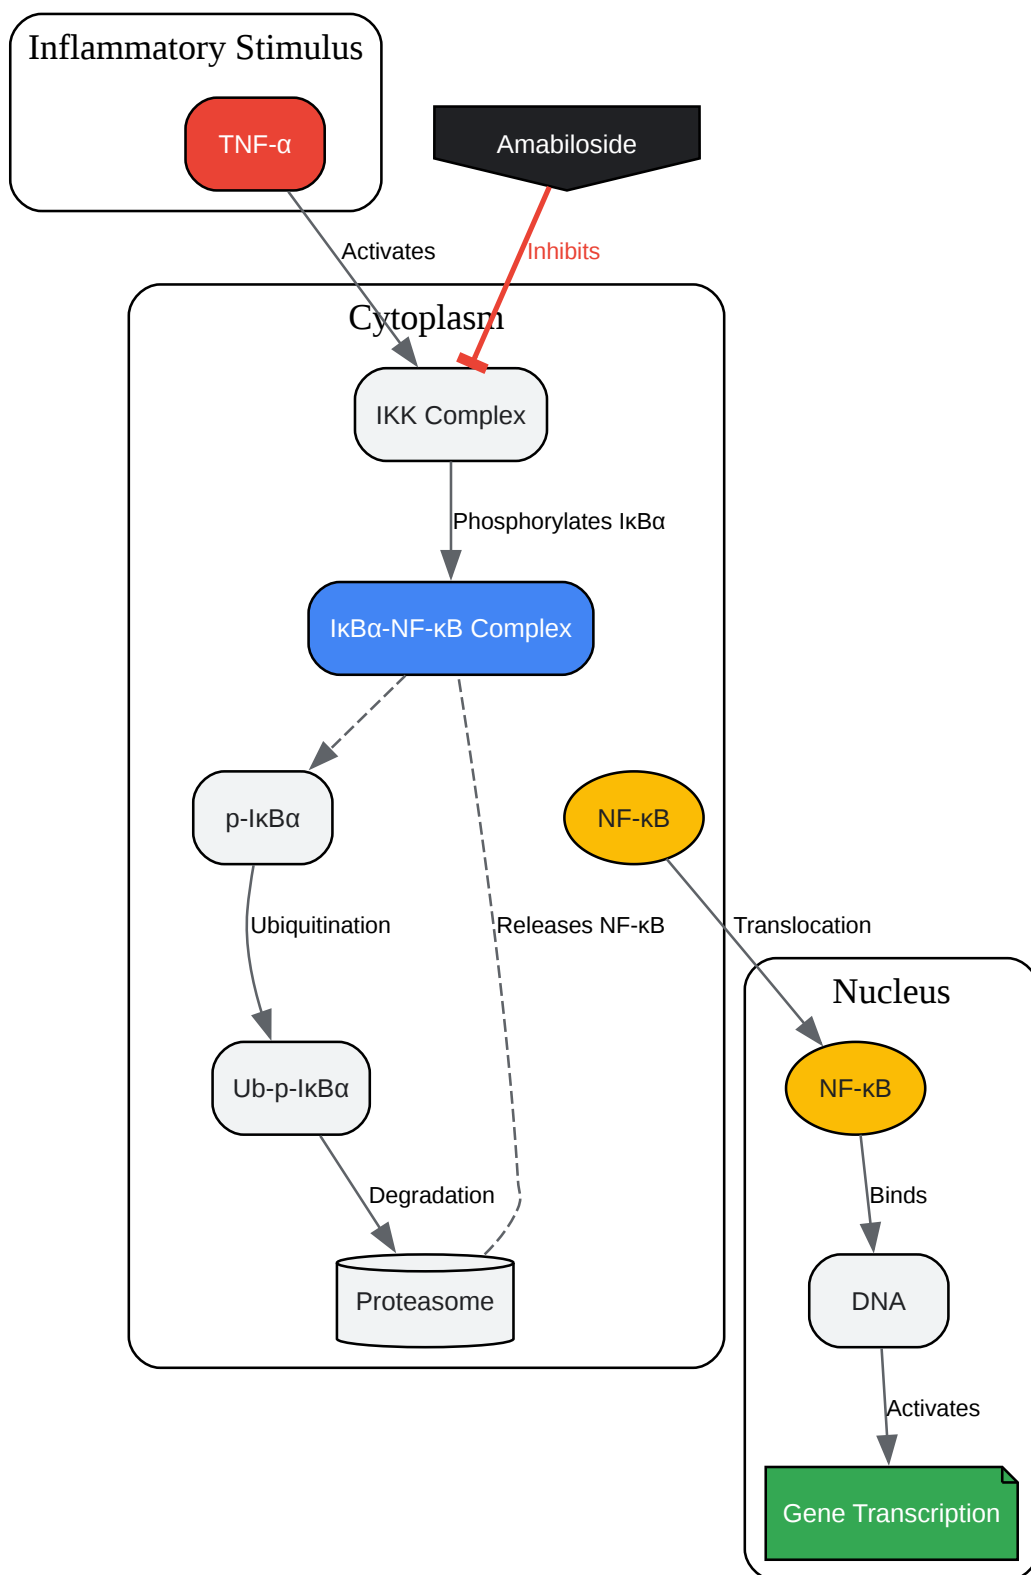 Inflammatory Stimulus
TNF-α
Amabiloside
Activates
Inhibits
Cytoplasm
IKK Complex
Phosphorylates IκBα
IκBα-NF-κB Complex
p-IκBα
NF-κB
Ubiquitination
Releases NF-κB
Translocation
Nucleus
Ub-p-IκBα
NF-κB
Degradation
Binds
Proteasome
DNA
Activates
Gene Transcription